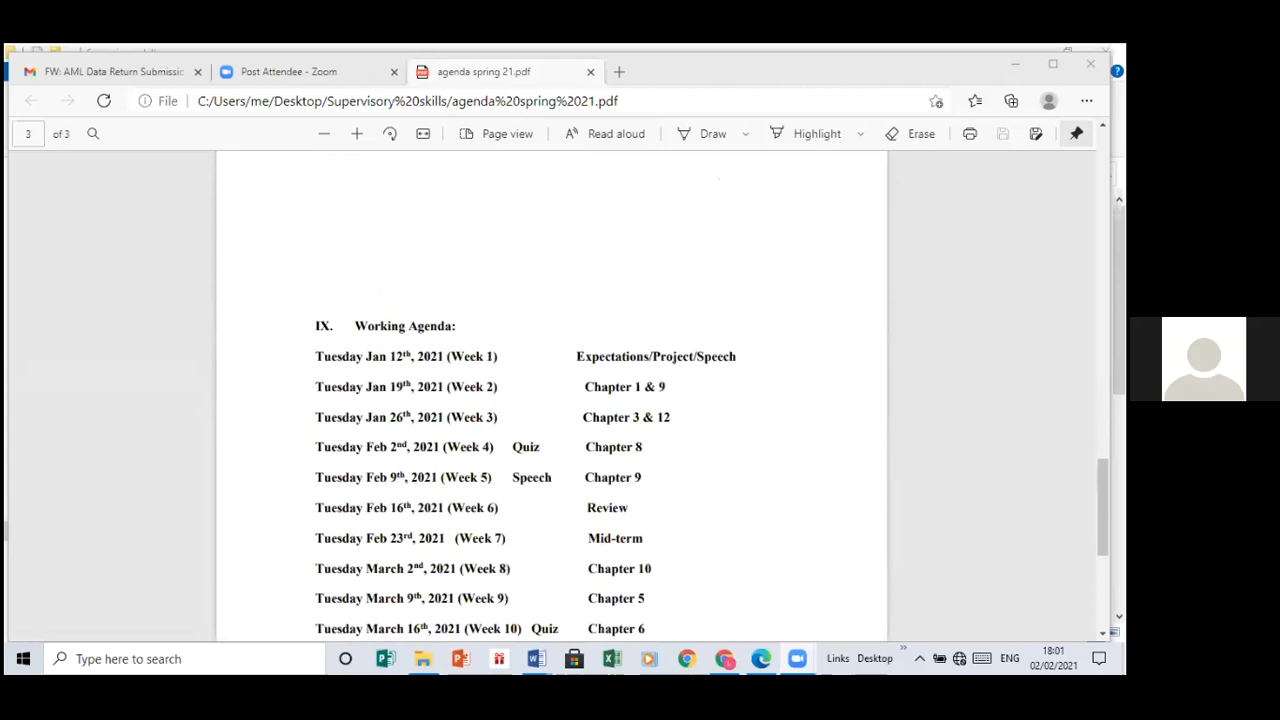 FW: AML Data Return Submissic
Post Attendee - Zoom
agenda spring 21.pdf
File C:/Users/me/Desktop/Supervisory%20skills/agenda%20spring%2021.pdf
3 of 3 Page view Read aloud Draw Highlight Erase
IX. Working Agenda:
Tuesday Jan 12th, 2021 (Week 1) Expectations/Project/Speech
Tuesday Jan 19th, 2021 (Week 2) Chapter 1 & 9
Tuesday Jan 26th, 2021 (Week 3) Chapter 3 & 12
Tuesday Feb 2nd, 2021 (Week 4) Quiz Chapter 8
Tuesday Feb 9th, 2021 (Week 5) Speech Chapter 9
Tuesday Feb 16th, 2021 (Week 6) Review
Tuesday Feb 23rd, 2021 (Week 7) Mid-term
Tuesday March 2nd, 2021 (Week 8) Chapter 10
Tuesday March 9th, 2021 (Week 9) Chapter 5
Tuesday March 16th, 2021 (Week 10) Quiz Chapter 6
Type here to search
Links Desktop
ENG
18:01
02/02/2021